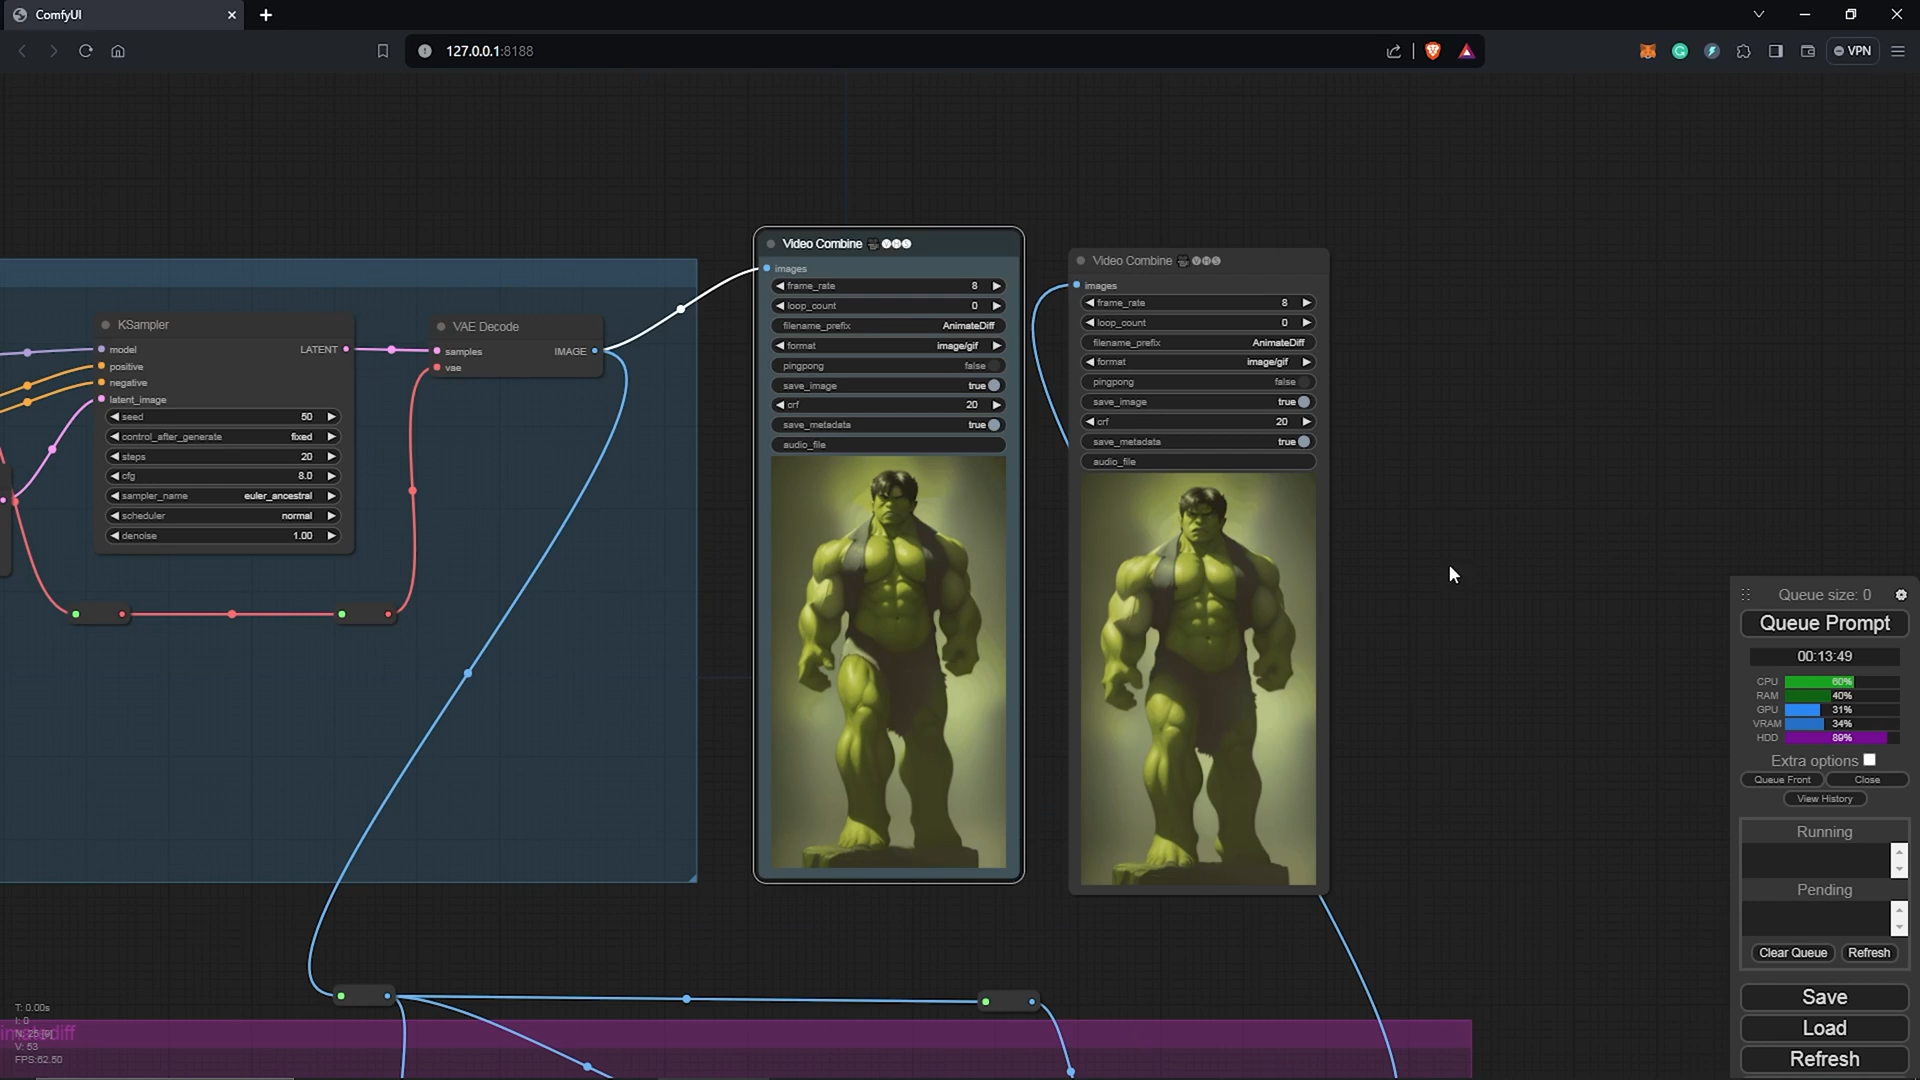 ComfyUI
127.0.0.1:8188
VPN
KSampler
model
LATENT
positive
negative
latent_image
seed 50
control_after_generate fixed
steps 20
cfg 8.0
sampler_name euler_ancestral
scheduler normal
denoise 1.00
VAE Decode
samples
IMAGE
vae
Video Combine VHS
images
frame_rate 8
loop_count 0
filename_prefix AnimateDiff
format image/gif
pingpong false
save_image true
crf 20
save_metadata true
audio_file
Video Combine VHS
images
frame_rate 8
loop_count 0
filename_prefix AnimateDiff
format image/gif
pingpong false
save_image true
crf 20
save_metadata true
audio_file
Queue size: 0
Queue Prompt
00:13:49
CPU 60%
RAM 40%
GPU 31%
VRAM 34%
HDD 89%
Extra options
Queue Front Close
View History
Running
Pending
Clear Queue Refresh
Save
Load
Refresh
T: 0.00s
I: 0
V: 53
FPS:62.50